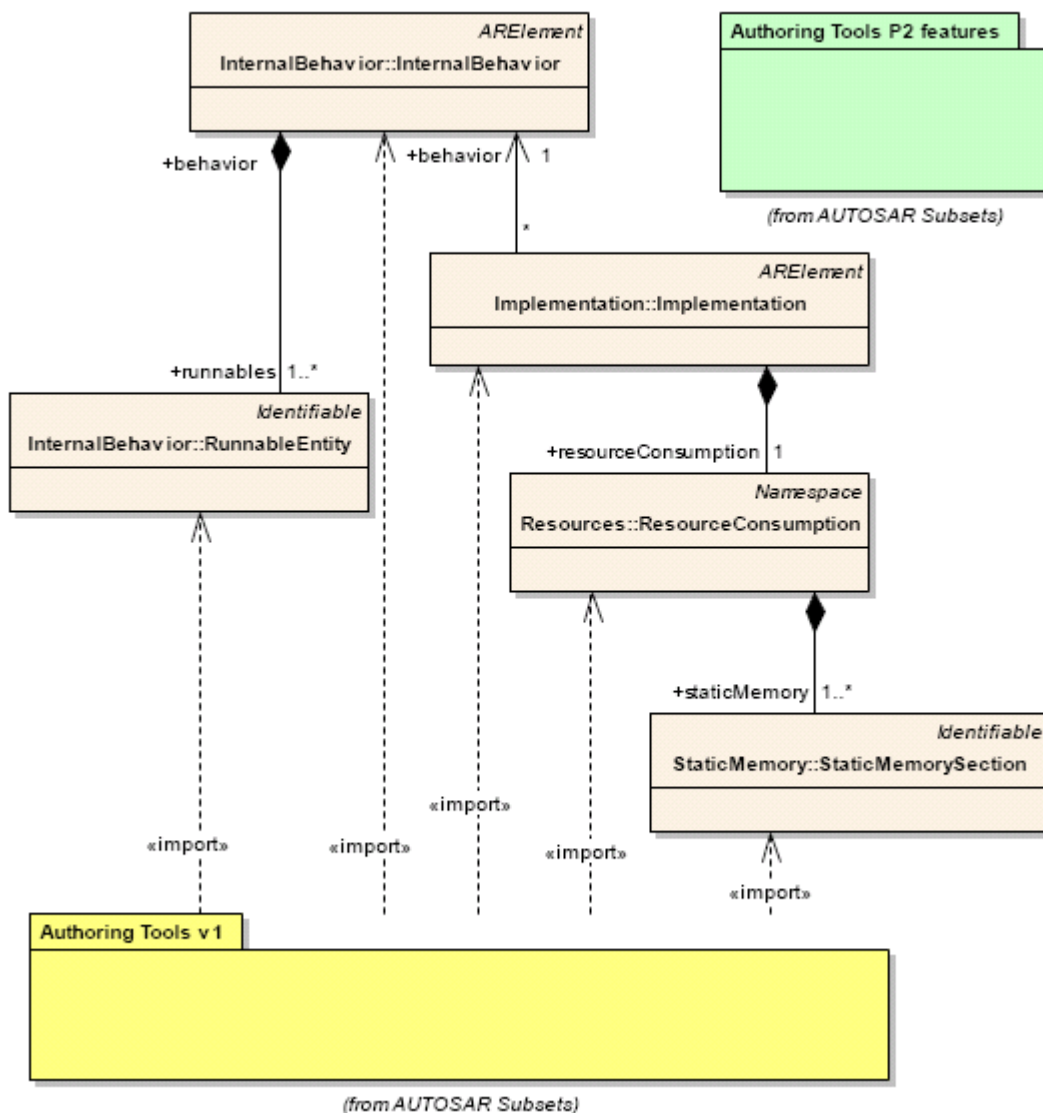 ARElement
InternalBehavior::InternalBehavior
Authoring Tools P2 features
(from AUTOSAR Subsets)
+behavior
+behavior
1
*
ARElement
Implementation::Implementation
+runnables
1..*
Identifiable
InternalBehavior::RunnableEntity
+resourceConsumption
1
Namespace
Resources::ResourceConsumption
+staticMemory
1..*
Identifiable
StaticMemory::StaticMemorySection
«import»
«import»
«import»
«import»
«import»
Authoring Tools v1
(from AUTOSAR Subsets)